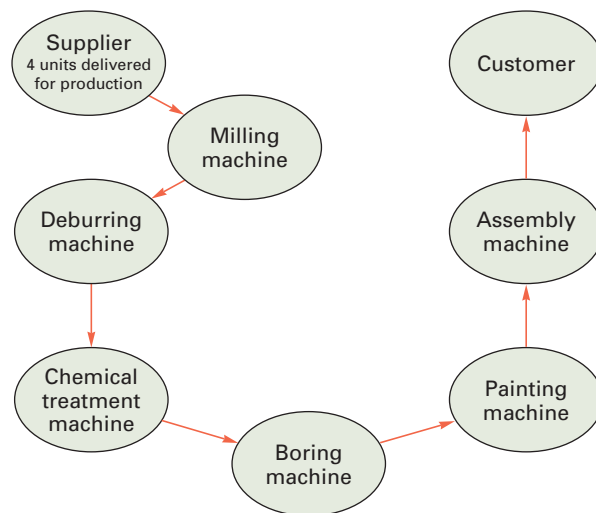 Supplier
4 units delivered
for production
Milling
machine
Deburring
machine
Chemical
treatment
machine
Boring
machine
Painting
machine
Assembly
machine
Customer